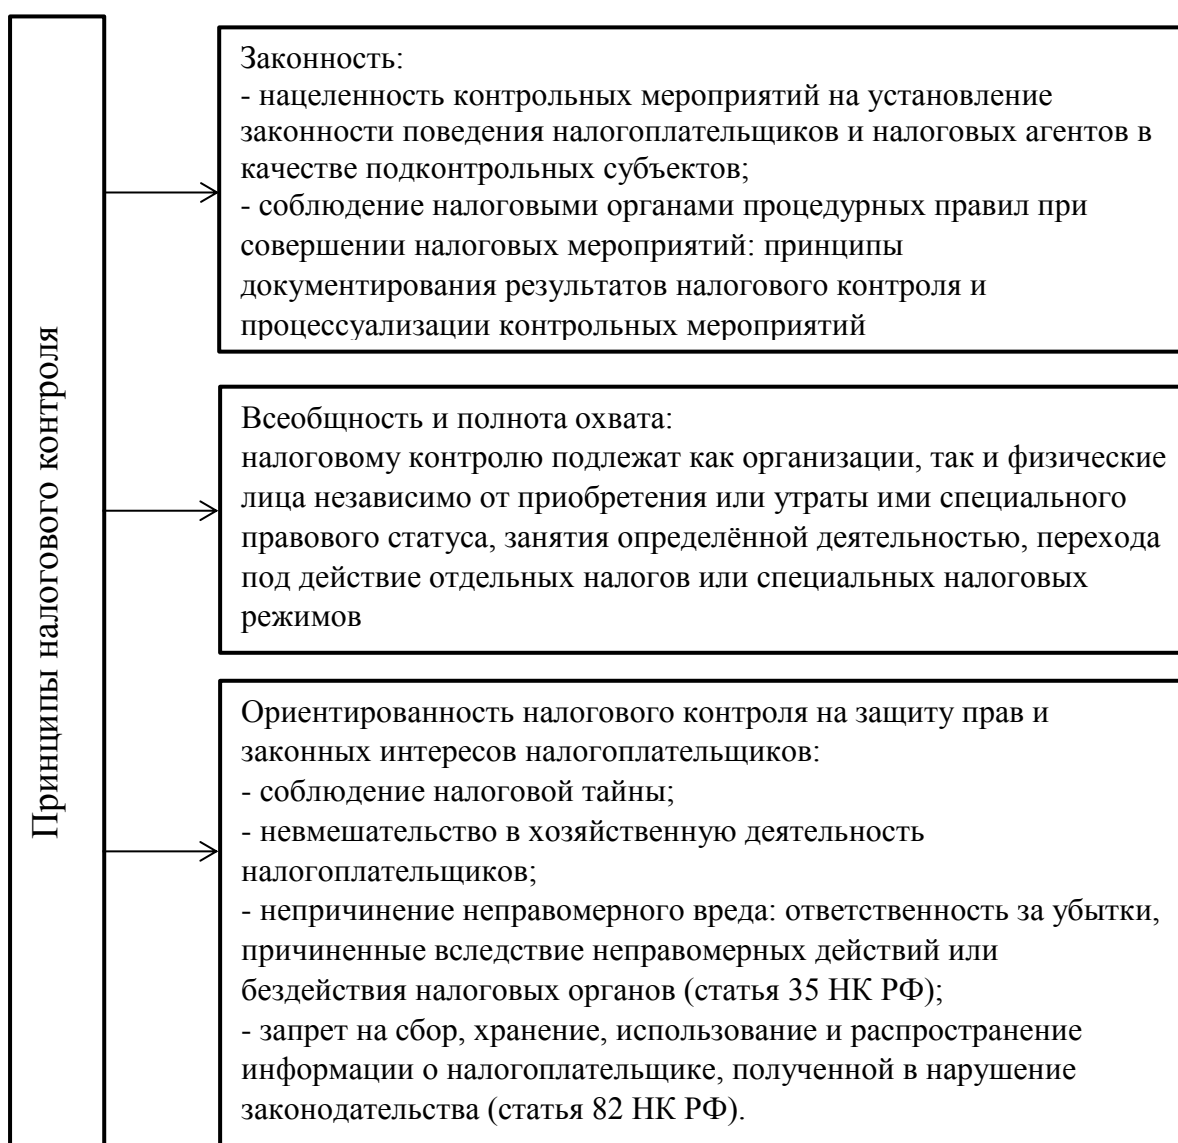 Принципы налогового контроля
Законность:
- нацеленность контрольных мероприятий на установление
законности поведения налогоплательщиков и налоговых агентов в
качестве подконтрольных субъектов;
- соблюдение налоговыми органами процедурных правил при
совершении налоговых мероприятий: принципы
документирования результатов налогового контроля и
процессуализации контрольных мероприятий
Всеобщность и полнота охвата:
налоговому контролю подлежат как организации, так и физические
лица независимо от приобретения или утраты ими специального
правового статуса, занятия определённой деятельностью, перехода
под действие отдельных налогов или специальных налоговых
режимов
Ориентированность налогового контроля на защиту прав и
законных интересов налогоплательщиков:
- соблюдение налоговой тайны;
- невмешательство в хозяйственную деятельность
налогоплательщиков;
- непричинение неправомерного вреда: ответственность за убытки,
причиненные вследствие неправомерных действий или
бездействия налоговых органов (статья 35 НК РФ);
- запрет на сбор, хранение, использование и распространение
информации о налогоплательщике, полученной в нарушение
законодательства (статья 82 НК РФ).